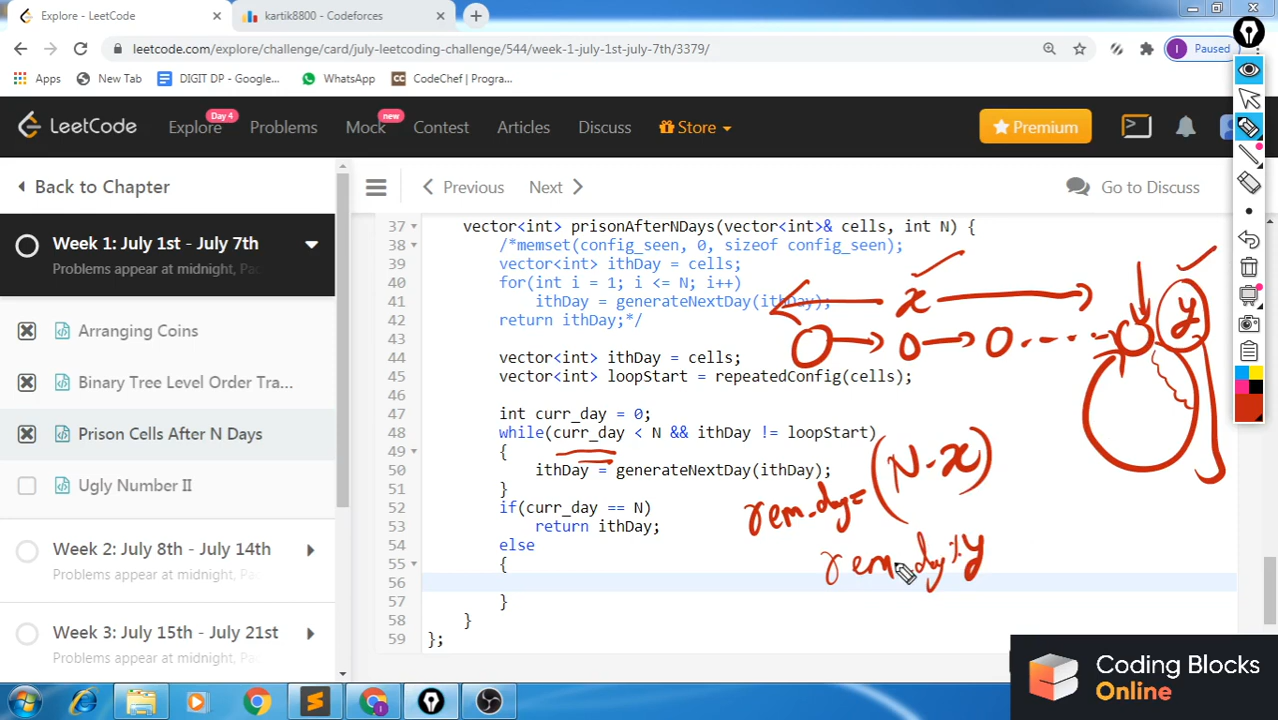 Explore - LeetCode
kartik8800 - Codeforces
leetcode.com/explore/challenge/card/july-leetcoding-challenge/544/week-1-july-1st-july-7th/3379/
I Paused
Apps New Tab DIGIT DP - Google... WhatsApp CodeChef | Progra...
LeetCode Explore Day 4 Problems Mock new Contest Articles Discuss Store Premium
Back to Chapter
Previous Next Go to Discuss
Week 1: July 1st - July 7th
Problems appear at midnight, Pac
Arranging Coins
Binary Tree Level Order Tra...
Prison Cells After N Days
Ugly Number II
Week 2: July 8th - July 14th
Problems appear at midnight, Pa
Week 3: July 15th - July 21st
Problems appear at midnight, Pa
37 vector<int> prisonAfterNDays(vector<int>& cells, int N) {
38 /*memset(config_seen, 0, sizeof config_seen);
39 vector<int> ithDay = cells;
40 for(int i = 1; i <= N; i++)
41 ithDay = generateNextDay(ithDay);
42 return ithDay;*/
43
44 vector<int> ithDay = cells;
45 vector<int> loopStart = repeatedConfig(cells);
46
47 int curr_day = 0;
48 while(curr_day < N && ithDay != loopStart)
49 {
50 ithDay = generateNextDay(ithDay);
51 }
52 if(curr_day == N)
53 return ithDay;
54 else
55 {
56
57 }
58 }
59 };
x
y
rem_day = (N-x)
rem_day % y
Coding Blocks
Online